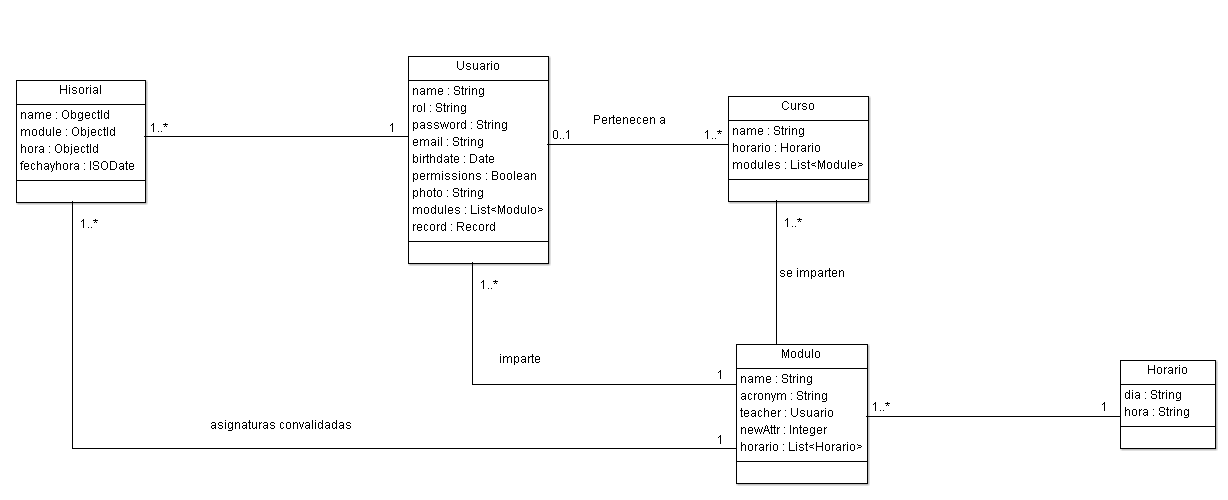 Hisorial
name : ObgectId
module : ObjectId
hora : ObjectId
fechayhora : ISODate
1..*
1
1..*
Usuario
name : String
rol : String
password : String
email : String
birthdate : Date
permissions : Boolean
photo : String
modules : List<Modulo>
record : Record
0..1
Pertenecen a
1..*
1..*
Curso
name : String
horario : Horario
modules : List<Module>
1..*
se imparten
imparte
1
asignaturas convalidadas
1
Modulo
name : String
acronym : String
teacher : Usuario
newAttr : Integer
horario : List<Horario>
1..*
1
Horario
dia : String
hora : String